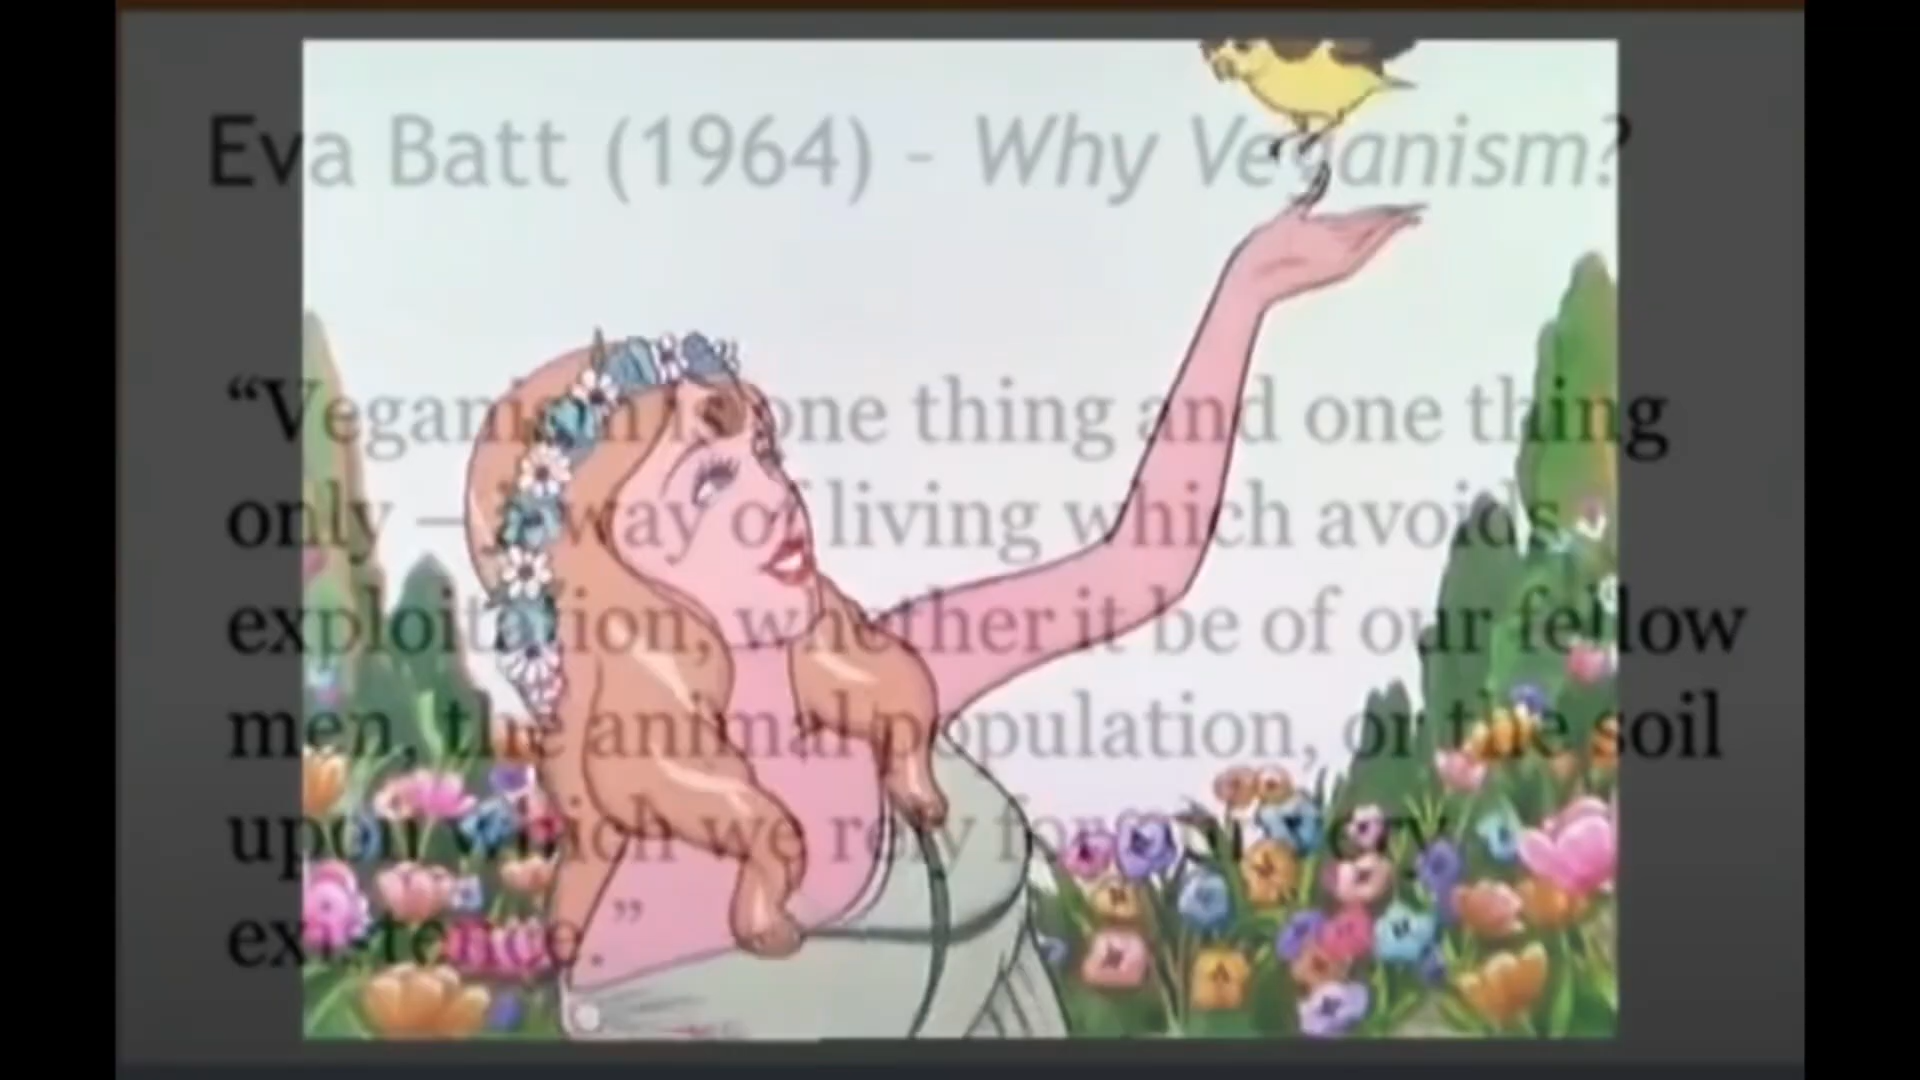 Eva Batt (1964) – Why Veganism?
“Veganism is one thing and one thing
only – a way of living which avoids
exploitation, whether it be of our fellow
men, the animal population, or the soil
upon which we rely for our very
existence.”